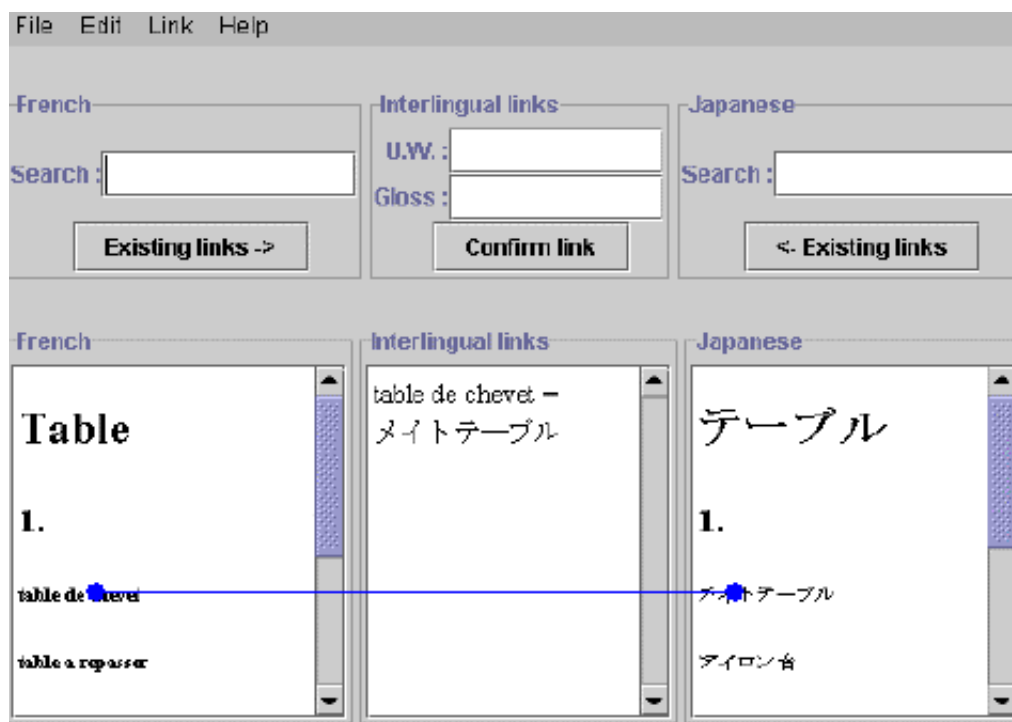 File Edit Link Help
French
Search :
Existing links ->
Interlingual links
U.W. :
Gloss :
Confirm link
Japanese
Search :
<- Existing links
French
Table
1.
table de chevet
table a repasser
Interlingual links
table de chevet =
メイトテーブル
Japanese
テーブル
1.
テーブル
アイロン台